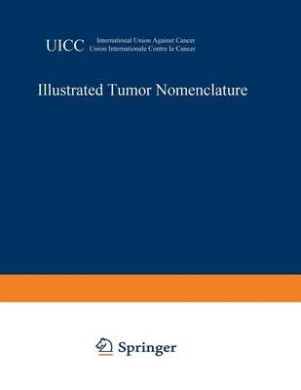 UICC
International Union Against Cancer
Union Internationale Contre le Cancer
Illustrated Tumor Nomenclature
Springer